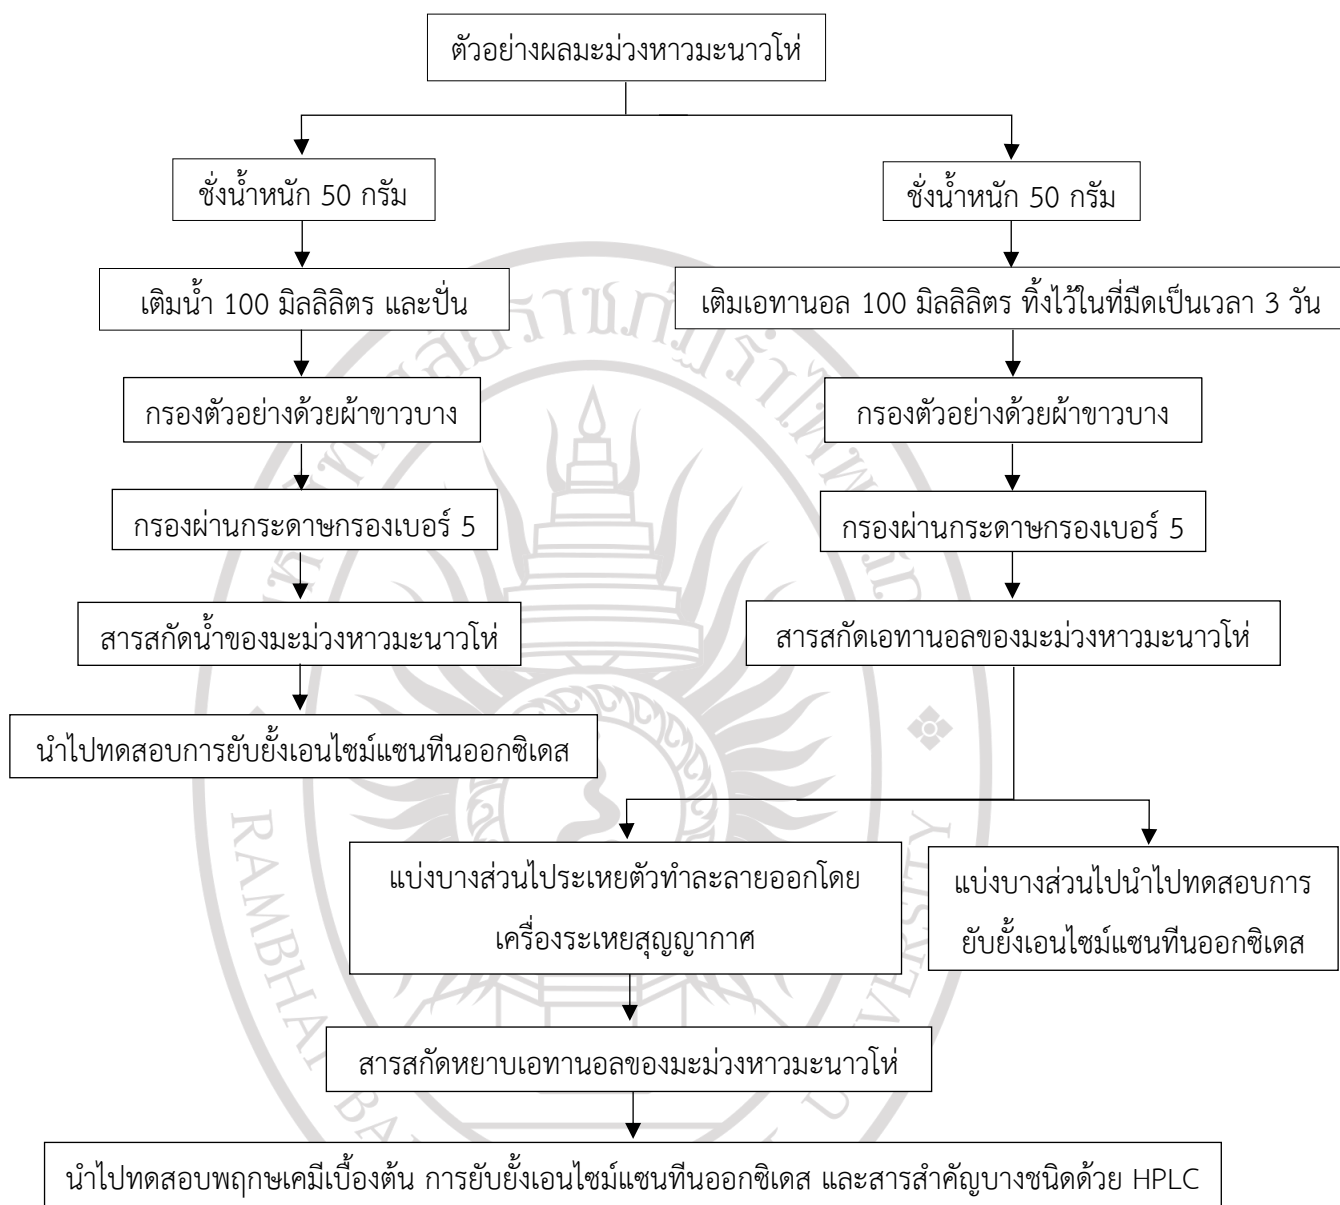 ตัวอย่างผลมะม่วงหาวมะนาวโห่
ชั่งน้ำหนัก 50 กรัม
เติมน้ำ 100 มิลลิลิตร และปั่น
กรองตัวอย่างด้วยผ้าขาวบาง
กรองผ่านกระดาษกรองเบอร์ 5
สารสกัดน้ำของมะม่วงหาวมะนาวโห่
นำไปทดสอบการยับยั้งเอนไซม์แซนทีนออกซิเดส
ชั่งน้ำหนัก 50 กรัม
เติมเอทานอล 100 มิลลิลิตร ทิ้งไว้ในที่มืดเป็นเวลา 3 วัน
กรองตัวอย่างด้วยผ้าขาวบาง
กรองผ่านกระดาษกรองเบอร์ 5
สารสกัดเอทานอลของมะม่วงหาวมะนาวโห่
แบ่งบางส่วนไประเหยตัวทำละลายออกโดย
เครื่องระเหยสุญญากาศ
แบ่งบางส่วนไปนำไปทดสอบการ
ยับยั้งเอนไซม์แซนทีนออกซิเดส
สารสกัดหยาบเอทานอลของมะม่วงหาวมะนาวโห่
นำไปทดสอบพฤกษเคมีเบื้องต้น การยับยั้งเอนไซม์แซนทีนออกซิเดส และสารสำคัญบางชนิดด้วย HPLC